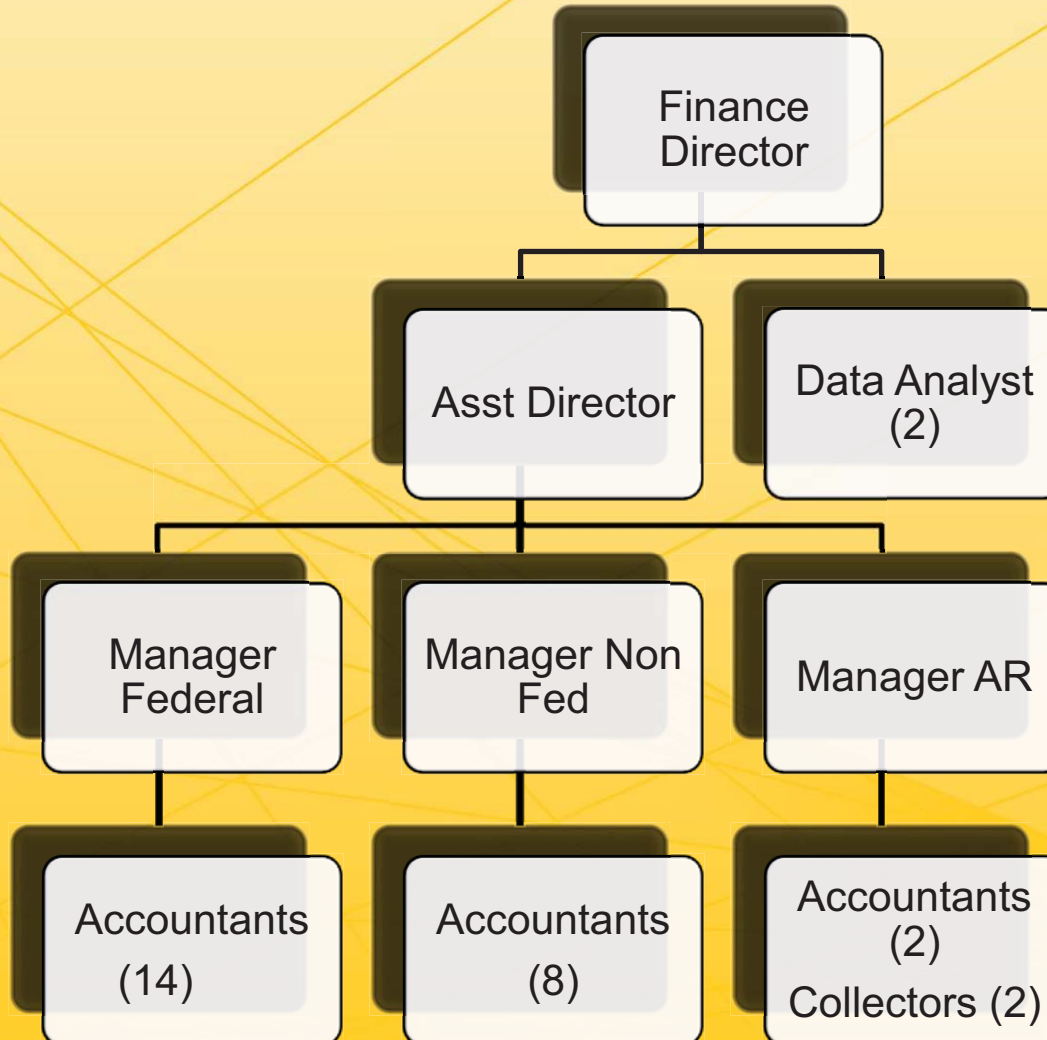 Finance
Director
Asst Director
Data Analyst
(2)
Manager
Federal
Manager Non
Fed
Manager AR
Accountants
(14)
Accountants
(8)
Accountants
(2)
Collectors (2)